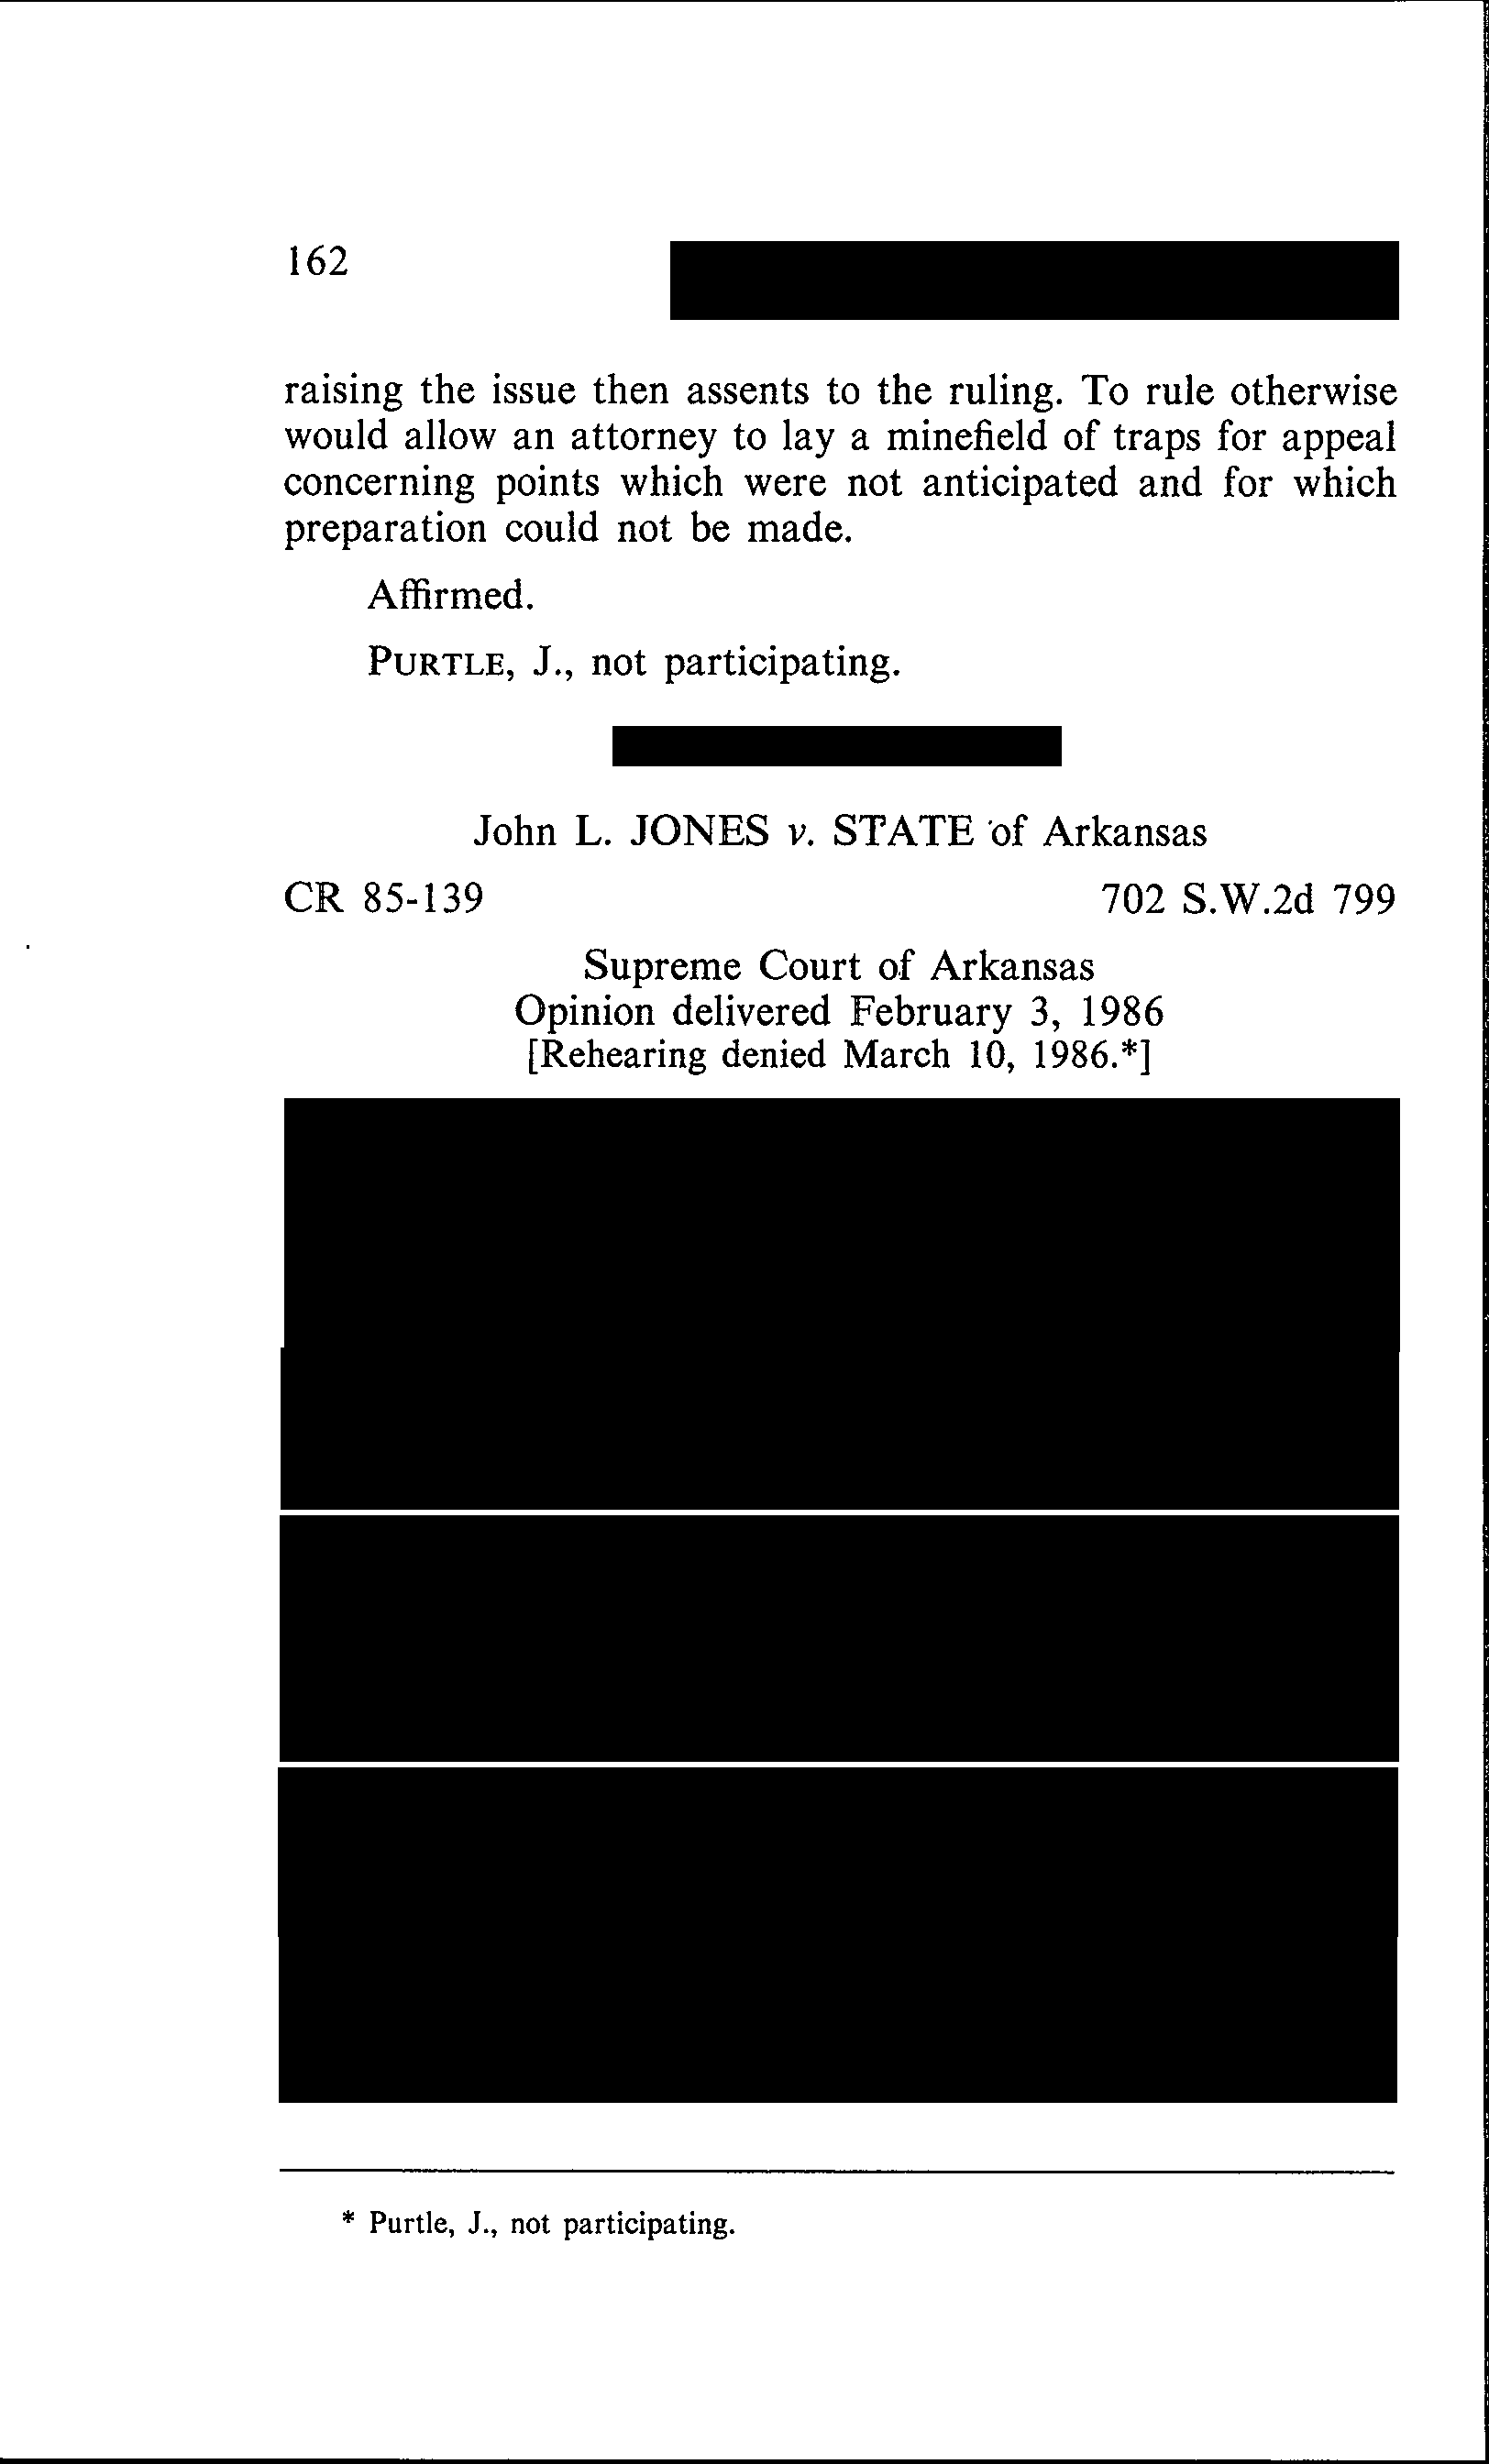 162
raising the issue then assents to the ruling. To rule otherwise
would allow an attorney to lay a minefield of traps for appeal
concerning points which were not anticipated and for which
preparation could not be made.
Affirmed.
PURTLE, J., not participating.
John L. JONES v. STATE of Arkansas
CR 85-139 702 S.W.2d 799
Supreme Court of Arkansas
Opinion delivered February 3, 1986
[Rehearing denied March 10, 1986.*]
* Purtle, J., not participating.